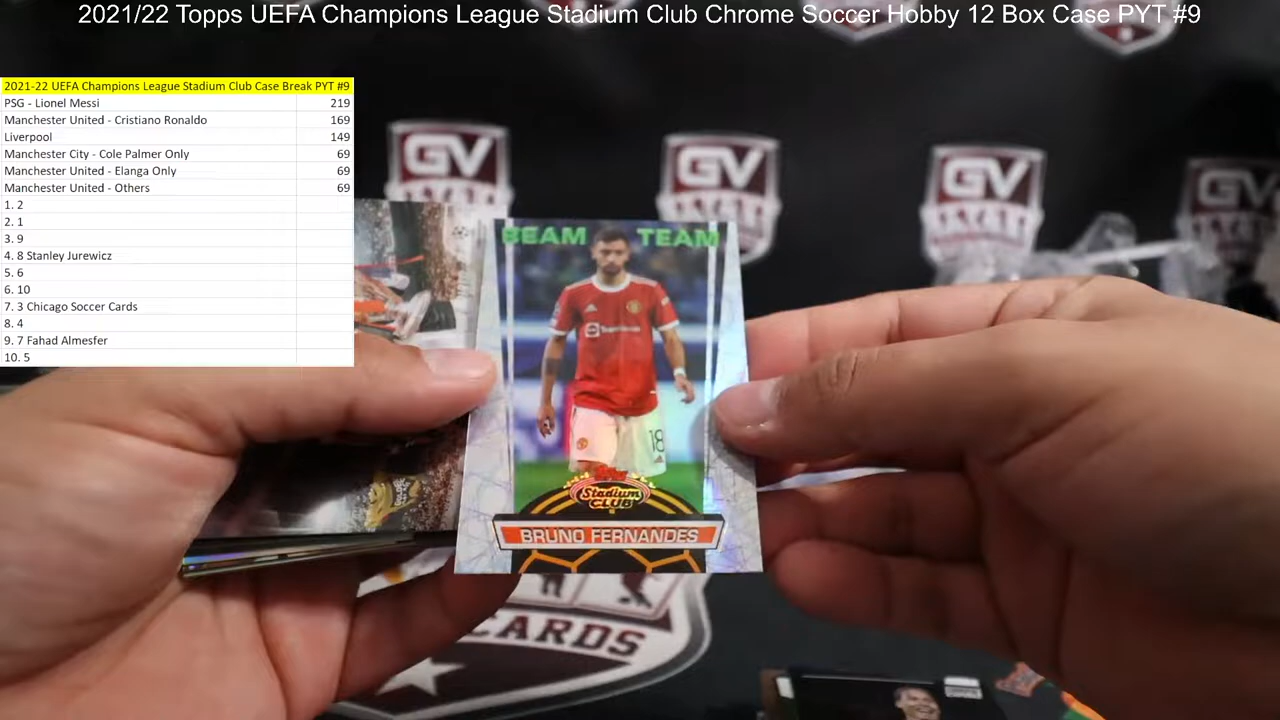 2021/22 Topps UEFA Champions League Stadium Club Chrome Soccer Hobby 12 Box Case PYT #9
2021-22 UEFA Champions League Stadium Club Case Break PYT #9
PSG - Lionel Messi 219
Manchester United - Cristiano Ronaldo 169
Liverpool 149
Manchester City - Cole Palmer Only 69
Manchester United - Elanga Only 69
Manchester United - Others 69
1. 2
2. 1
3. 9
4. 8 Stanley Jurewicz
5. 6
6. 10
7. 3 Chicago Soccer Cards
8. 4
9. 7 Fahad Almesfer
10. 5
GV
GV
GV
GV
BEAM TEAM
18
Topps
Stadium
CLUB
BRUNO FERNANDES
CARDS